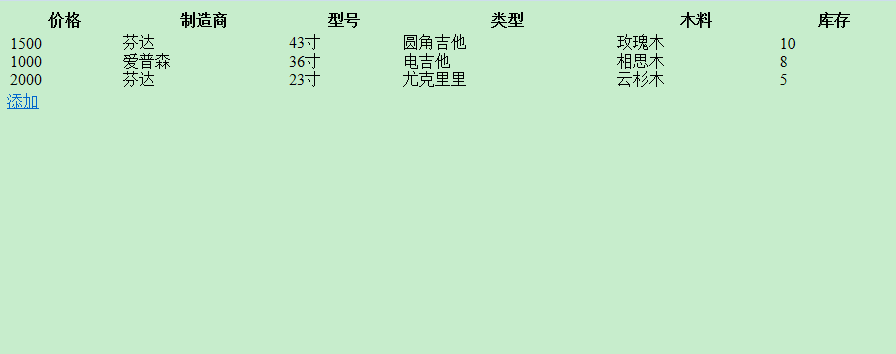 价格 制造商 型号 类型 木料 库存
1500 芬达 43寸 圆角吉他 玫瑰木 10
1000 爱普森 36寸 电吉他 相思木 8
2000 芬达 23寸 尤克里里 云杉木 5
添加